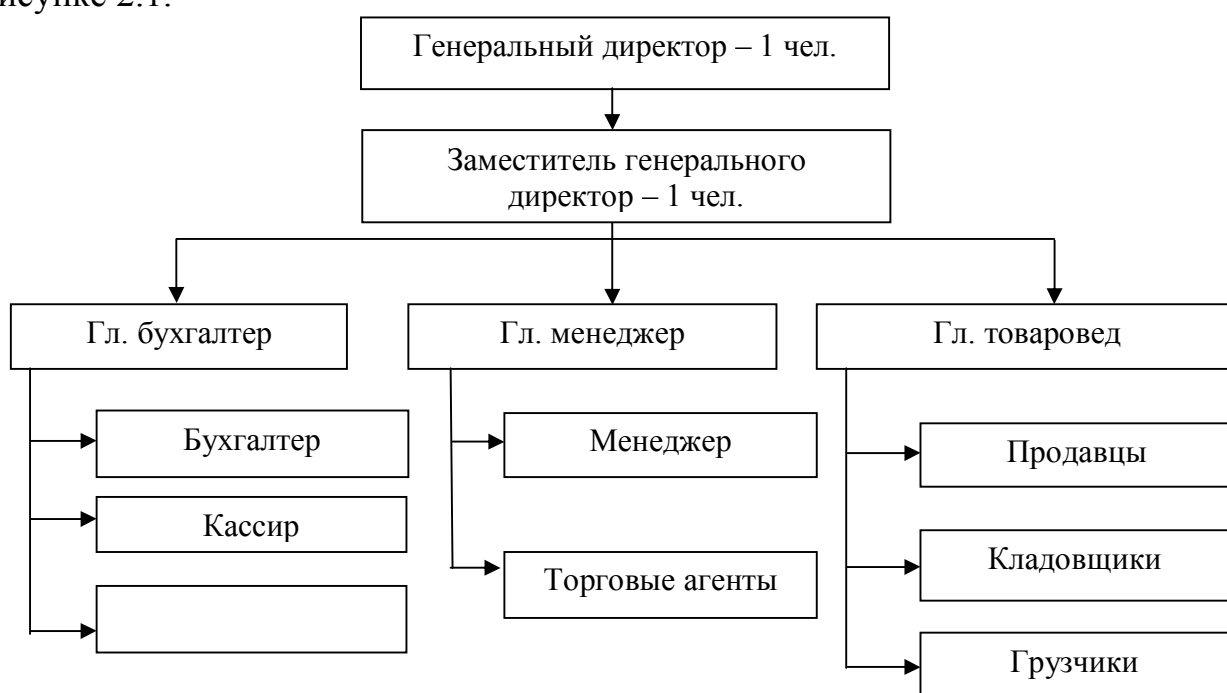 исунке 2.1.
Генеральный директор – 1 чел.
Заместитель генерального
директор – 1 чел.
Гл. бухгалтер
Гл. менеджер
Гл. товаровед
Бухгалтер
Менеджер
Продавцы
Кассир
Торговые агенты
Кладовщики
Грузчики